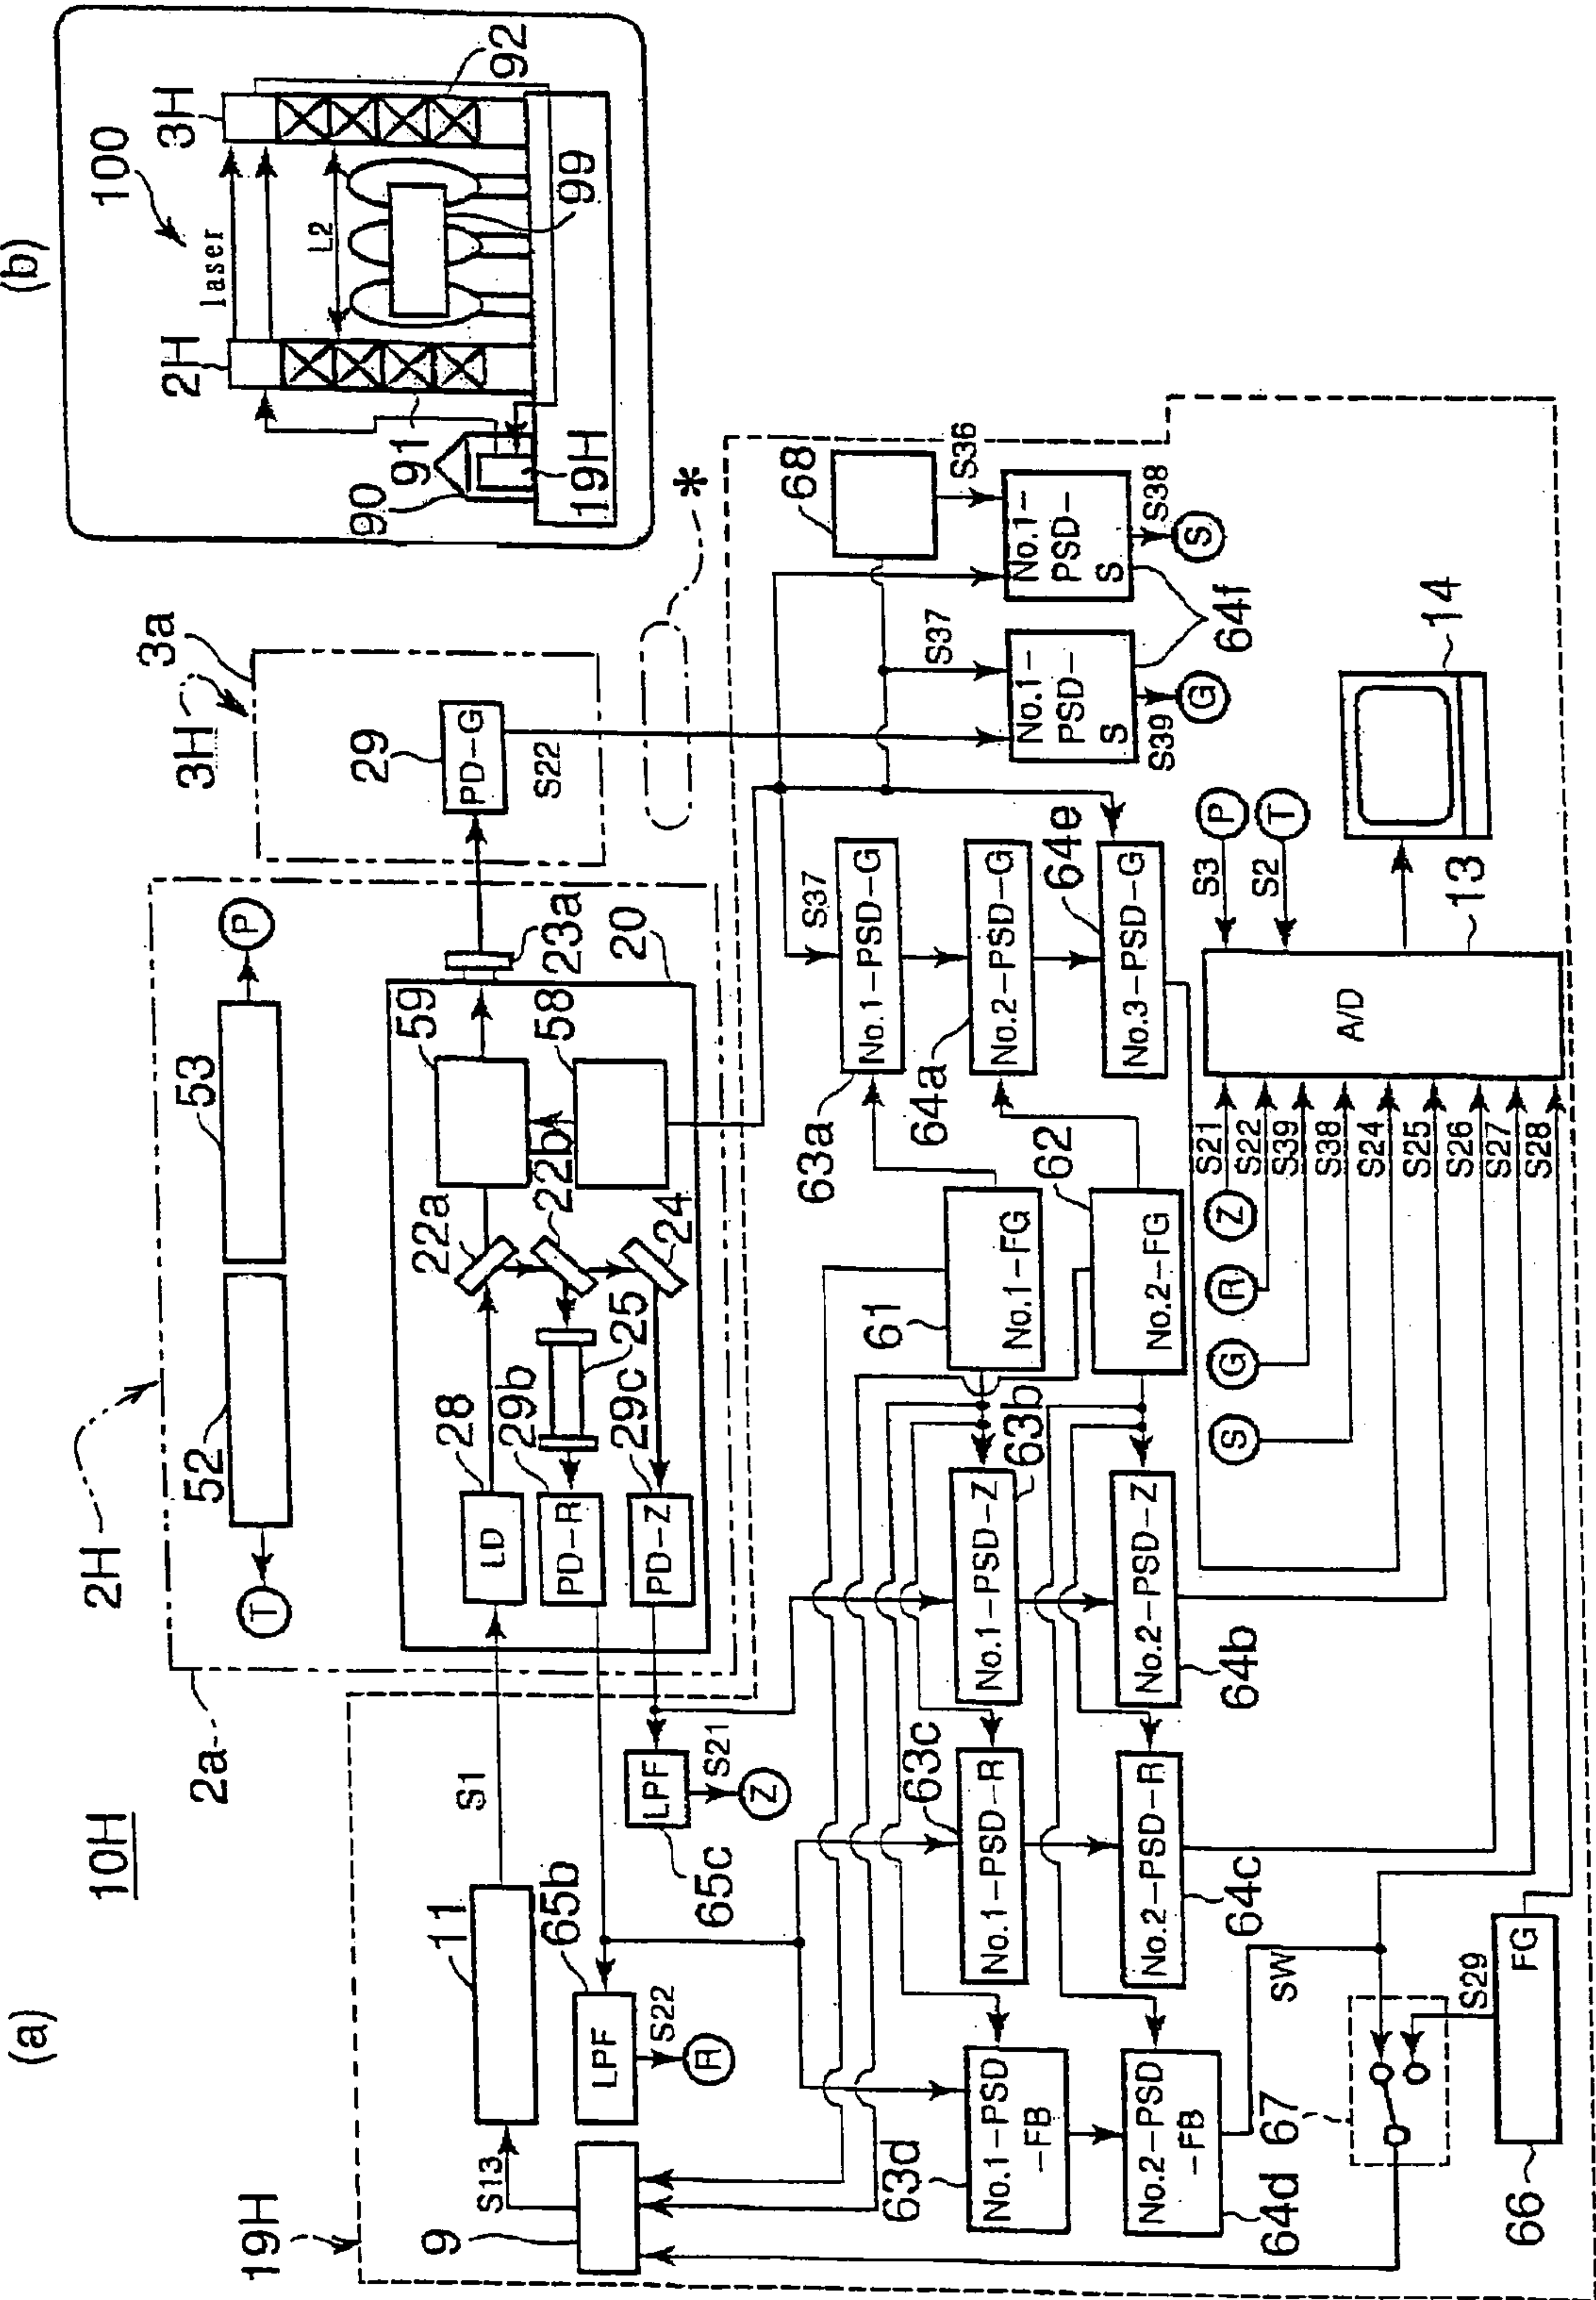 (a)
10H
2H
2a
52
53
T
P
28
LD
22a
59
29b
PD-R
25
22b
58
29c
PD-Z
24
23a
20
3H
3a
29
PD-G
S22
*
19H
11
S1
S13
9
65b
LPF
S22
R
65c
LPF
S21
Z
61
No.1-FG
62
No.2-FG
63a
No.1-PSD-G
S37
64a
No.2-PSD-G
64e
No.3-PSD-G
63b
No.1-PSD-Z
64b
No.2-PSD-Z
63c
No.1-PSD-R
64c
No.2-PSD-R
63d
No.1-PSD
-FB
64d
No.2-PSD
-FB
SW
67
S29
66
FG
68
S36
S37
No.1-
PSD-
S
S39
G
No.1-
PSD-
S
S38
S
64f
S
G
R
Z
S21
S22
S39
S38
S24
S25
S26
S27
S28
A/D
S3
P
S2
T
13
14
(b)
100
2H
laser
3H
L2
90
91
92
99
19H